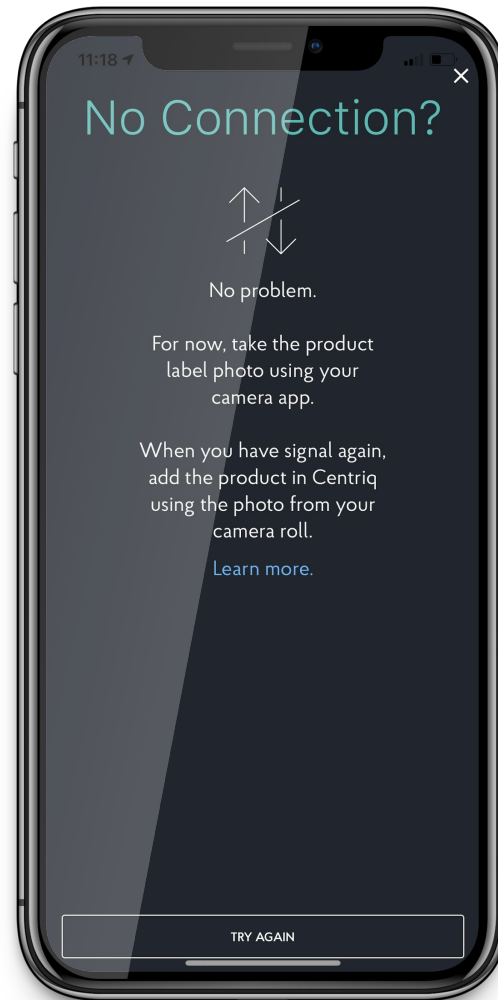 11:18
No Connection?
No problem.
For now, take the product
label photo using your
camera app.
When you have signal again,
add the product in Centriq
using the photo from your
camera roll.
Learn more.
TRY AGAIN